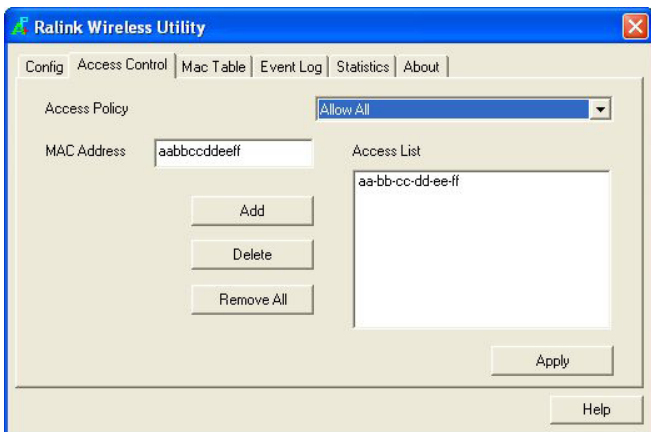 Ralink Wireless Utility
Config Access Control Mac Table Event Log Statistics About
Access Policy Allow All
MAC Address aabbccddeeff Access List
aa-bb-cc-dd-ee-ff
Add
Delete
Remove All
Apply
Help